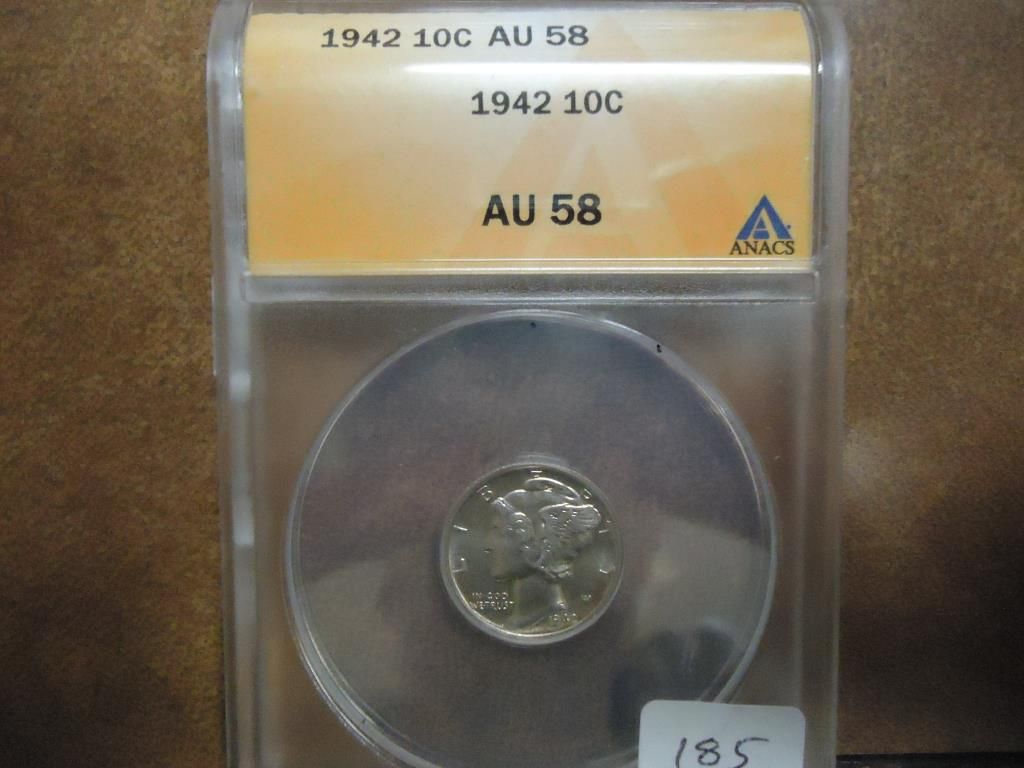 1942 10C AU 58
1942 10C
AU 58
ANACS
LIBERTY
IN GOD
WE TRUST
185